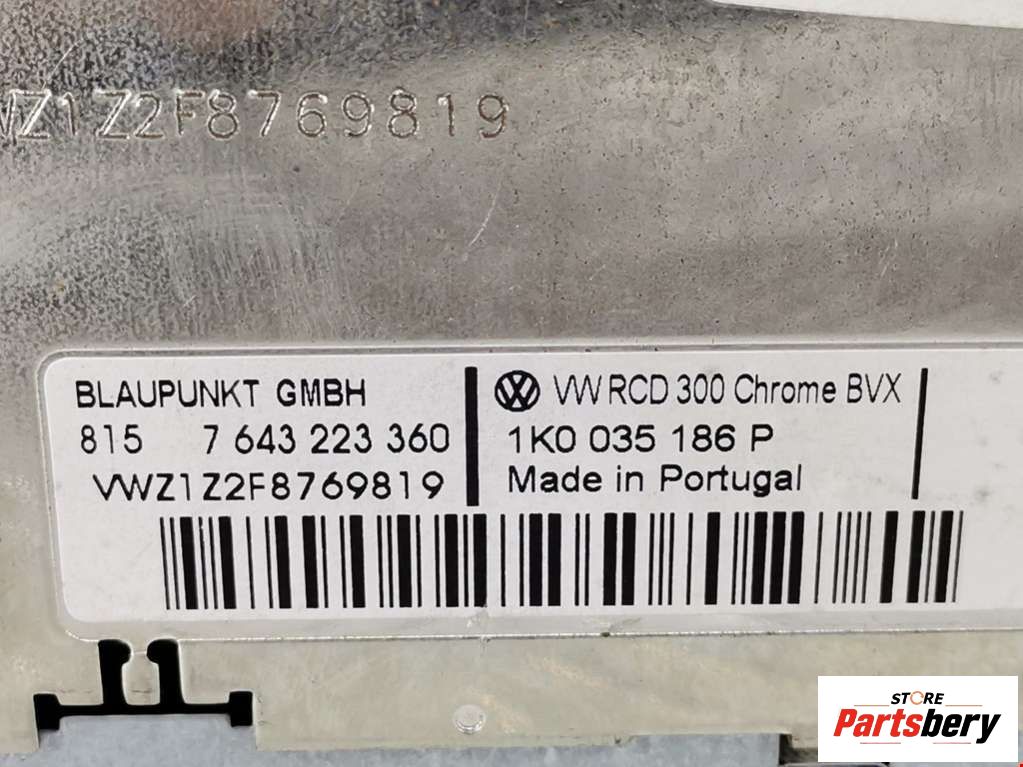 WZ1Z2F8769819
BLAUPUNKT GMBH
815 7 643 223 360
VWZ1Z2F8769819
VW RCD 300 Chrome BVX
1K0 035 186 P
Made in Portugal
STORE
Partsbery